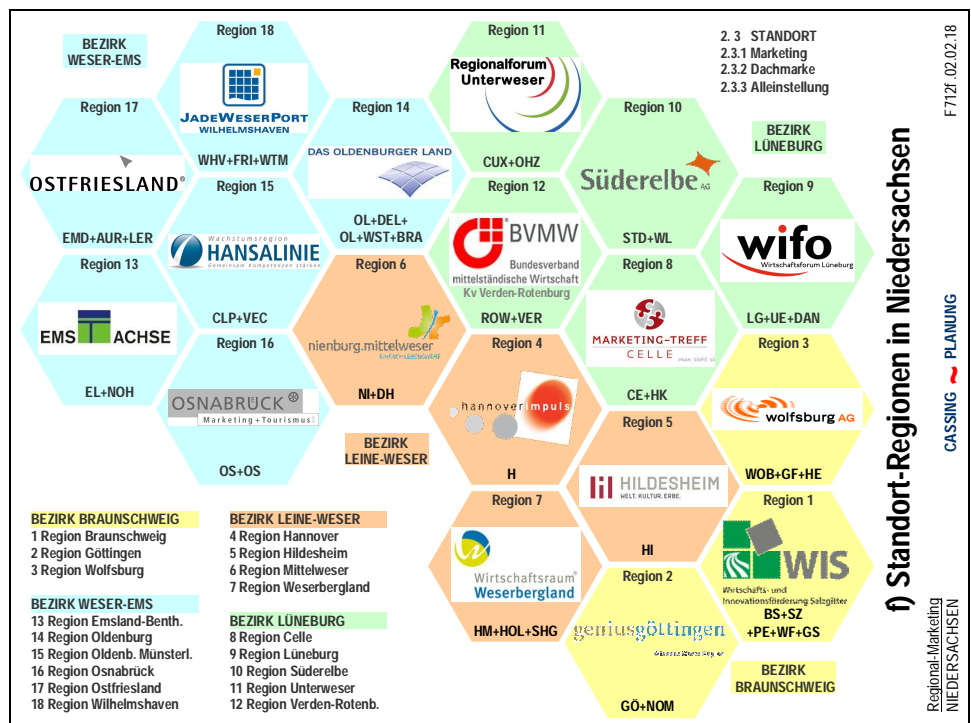 BEZIRK
WESER-EMS
Region 18
JADEWESERPORT
WILHELMSHAVEN
WHV+FRI+WTM
Region 11
Regionalforum
Unterweser
CUX+OHZ
2. 3 STANDORT
2.3.1 Marketing
2.3.2 Dachmarke
2.3.3 Alleinstellung
Region 17
OSTFRIESLAND®
EMD+AUR+LER
Region 14
DAS OLDENBURGER LAND
OL+DEL+
OL+WST+BRA
Region 10
Süderelbe AG
STD+WL
BEZIRK
LÜNEBURG
Region 15
Wachstumsregion
HANSALINIE
Gemeinsam Kompetenzen stärken
CLP+VEC
Region 12
BVMW
Bundesverband
mittelständische Wirtschaft
Kv Verden-Rotenburg
ROW+VER
Region 9
wifo
Wirtschaftsforum Lüneburg
LG+UE+DAN
Region 13
EMS ACHSE
EL+NOH
Region 6
nienburg.mittelweser
NI+DH
Region 8
MARKETING-TREFF
CELLE
man zieht so
CE+HK
Region 16
OSNABRÜCK®
Marketing+Tourismus
OS+OS
Region 4
hannoverimpuls
H
Region 3
wolfsburg AG
WOB+GF+HE
BEZIRK
LEINE-WESER
Region 5
HILDESHEIM
WELT. KULTUR. ERBE.
HI
Region 7
Wirtschaftsraum®
Weserbergland
HM+HOL+SHG
Region 1
WIS
Wirtschafts- und
Innovationsförderung Salzgitter
BS+SZ
+PE+WF+GS
Region 2
geniusgöttingen
GÖ+NOM
BEZIRK
BRAUNSCHWEIG
BEZIRK BRAUNSCHWEIG
1 Region Braunschweig
2 Region Göttingen
3 Region Wolfsburg
BEZIRK WESER-EMS
13 Region Emsland-Benth.
14 Region Oldenburg
15 Region Oldenb. Münsterl.
16 Region Osnabrück
17 Region Ostfriesland
18 Region Wilhelmshaven
BEZIRK LEINE-WESER
4 Region Hannover
5 Region Hildesheim
6 Region Mittelweser
7 Region Weserbergland
BEZIRK LÜNEBURG
8 Region Celle
9 Region Lüneburg
10 Region Süderelbe
11 Region Unterweser
12 Region Verden-Rotenb.
f) Standort-Regionen in Niedersachsen
F712f .02.02.18
CASSING ~ PLANUNG
Regional-Marketing
NIEDERSACHSEN